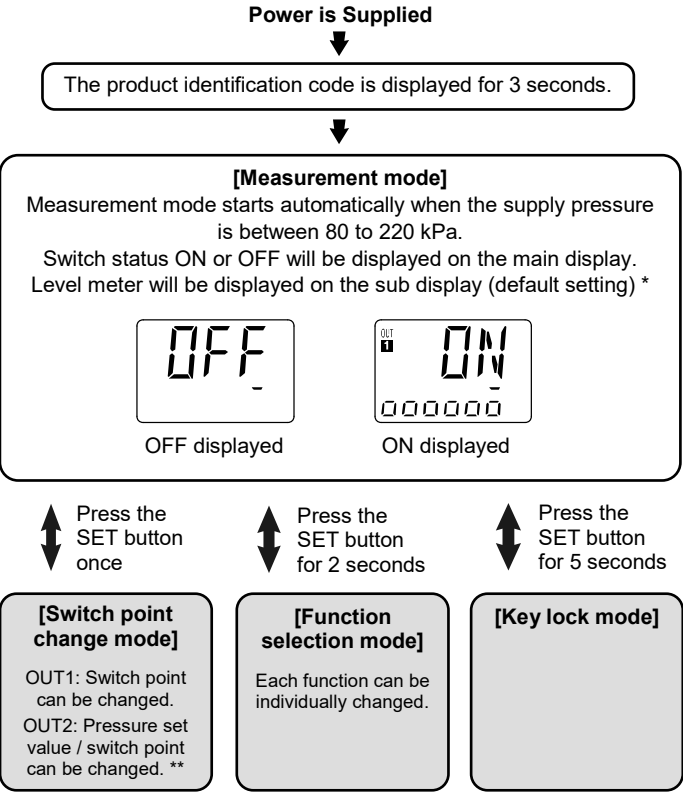 Power is Supplied
The product identification code is displayed for 3 seconds.
[Measurement mode]
Measurement mode starts automatically when the supply pressure
is between 80 to 220 kPa.
Switch status ON or OFF will be displayed on the main display.
Level meter will be displayed on the sub display (default setting) *
OFF
OUT
1
ON
oooooo
OFF displayed
ON displayed
Press the
SET button
once
Press the
SET button
for 2 seconds
Press the
SET button
for 5 seconds
[Switch point
change mode]
OUT1: Switch point
can be changed.
OUT2: Pressure set
value / switch point
can be changed. **
[Function
selection mode]
Each function can be
individually changed.
[Key lock mode]